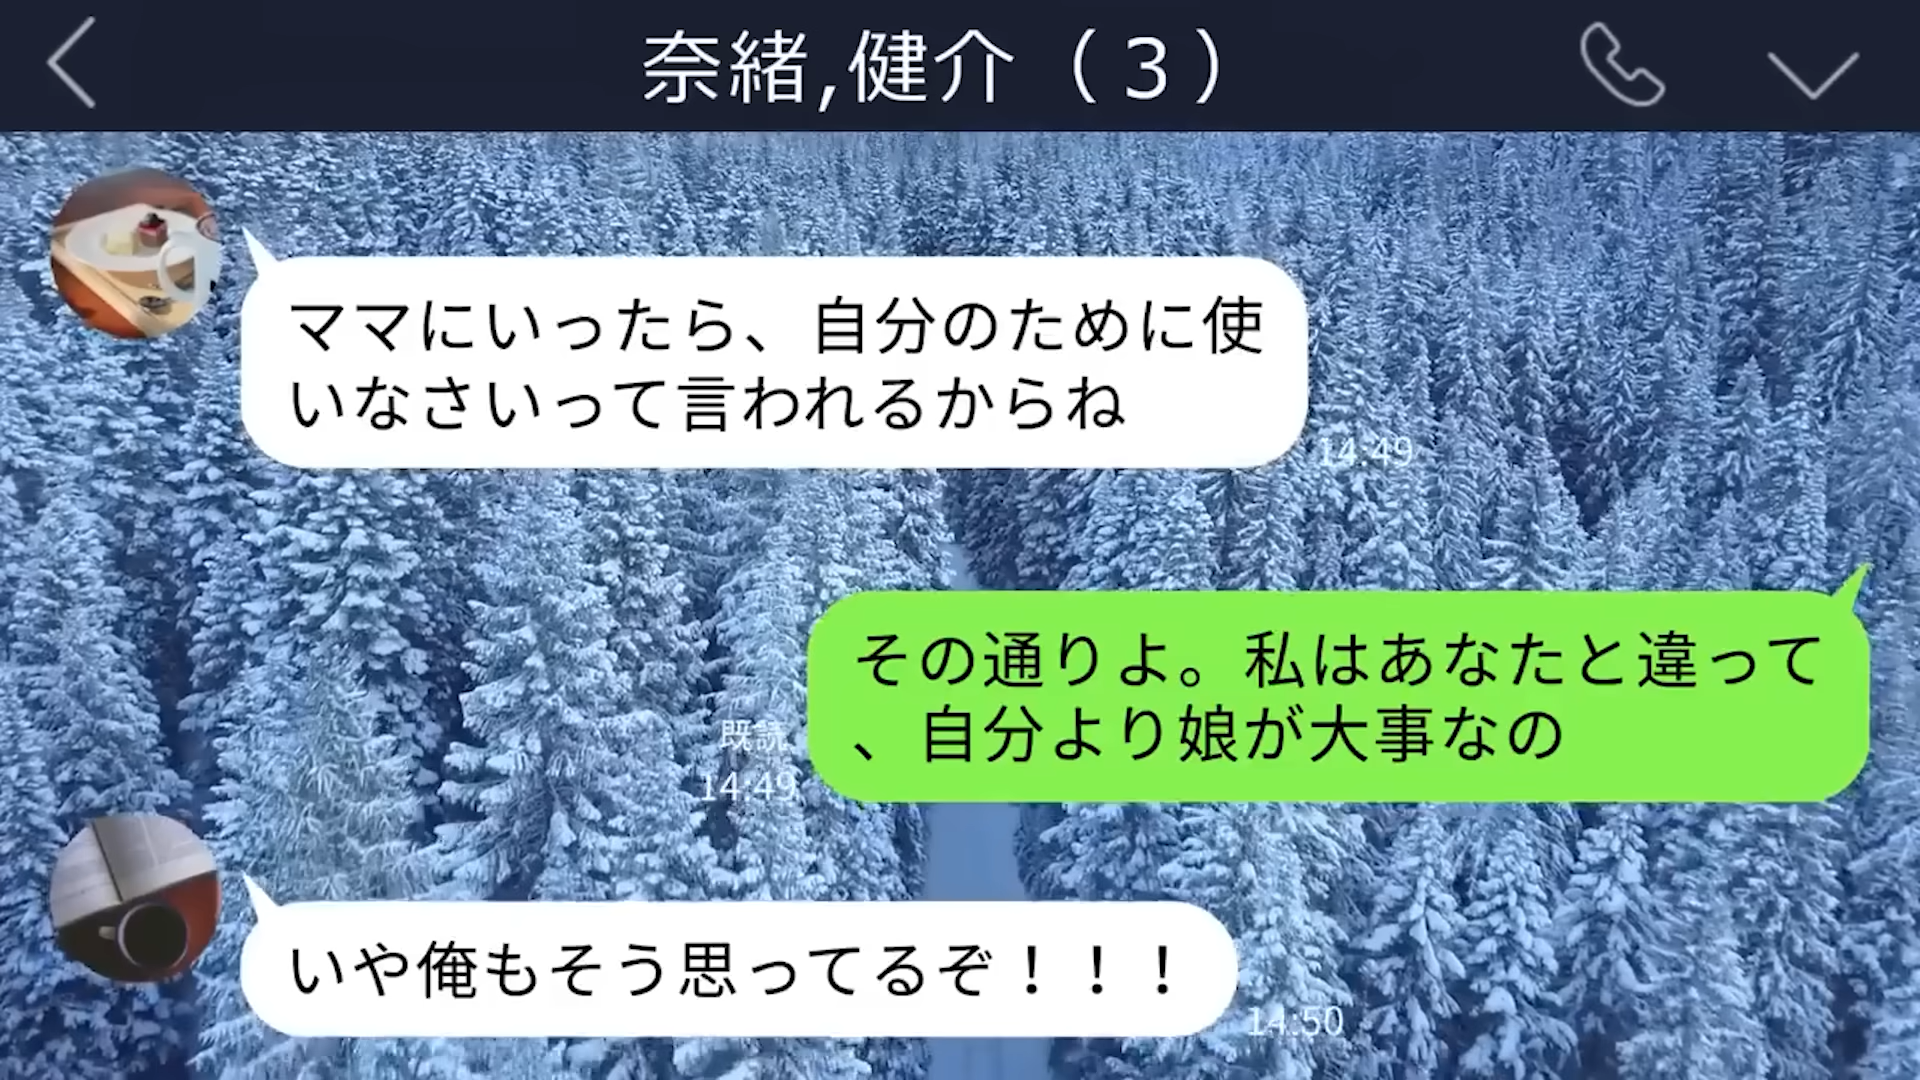 奈緒,健介（３）
ママにいったら、自分のために使
いなさいって言われるからね
14:49
その通りよ。私はあなたと違って
、自分より娘が大事なの
既読
14:49
いや俺もそう思ってるぞ！！！
14:50